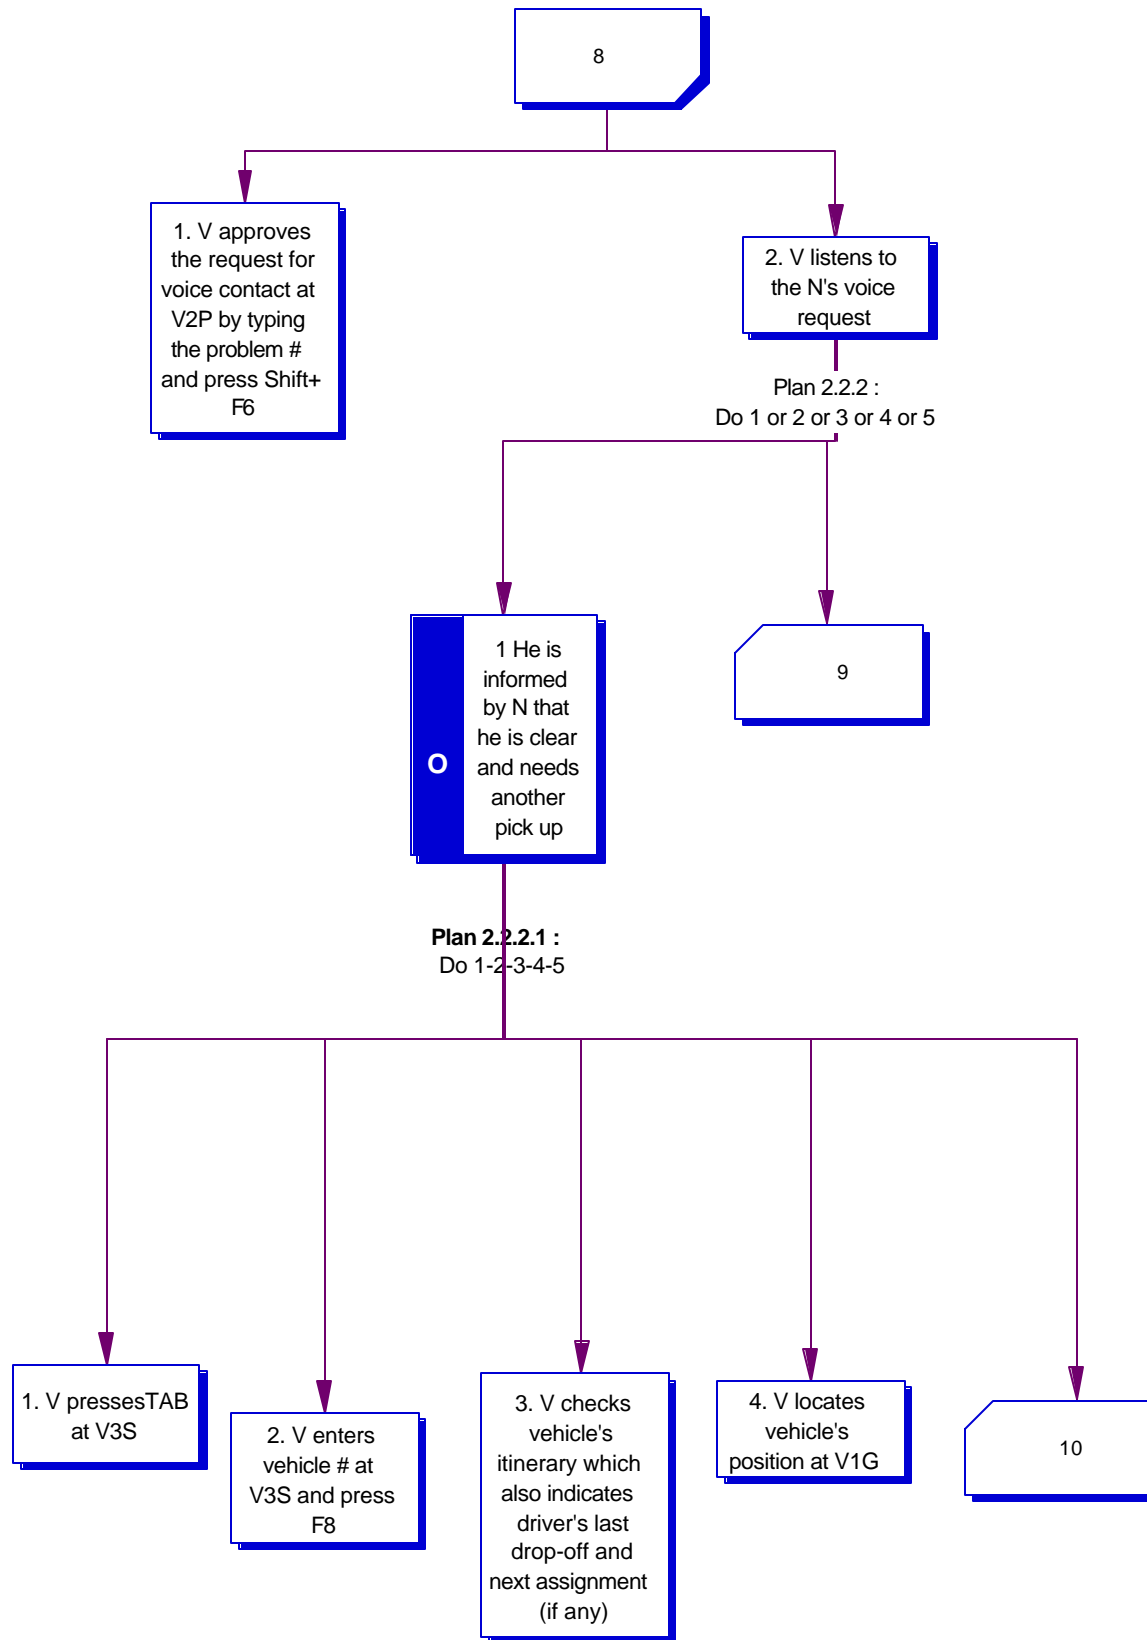 8
1. V approves
the request for
voice contact at
V2P by typing
the problem #
and press Shift+
F6
2. V listens to
the N's voice
request
Plan 2.2.2 :
Do 1 or 2 or 3 or 4 or 5
O
1 He is
informed
by N that
he is clear
and needs
another
pick up
9
Plan 2.2.2.1 :
Do 1-2-3-4-5
1. V pressesTAB
at V3S
2. V enters
vehicle # at
V3S and press
F8
3. V checks
vehicle's
itinerary which
also indicates
driver's last
drop-off and
next assignment
(if any)
4. V locates
vehicle's
position at V1G
10